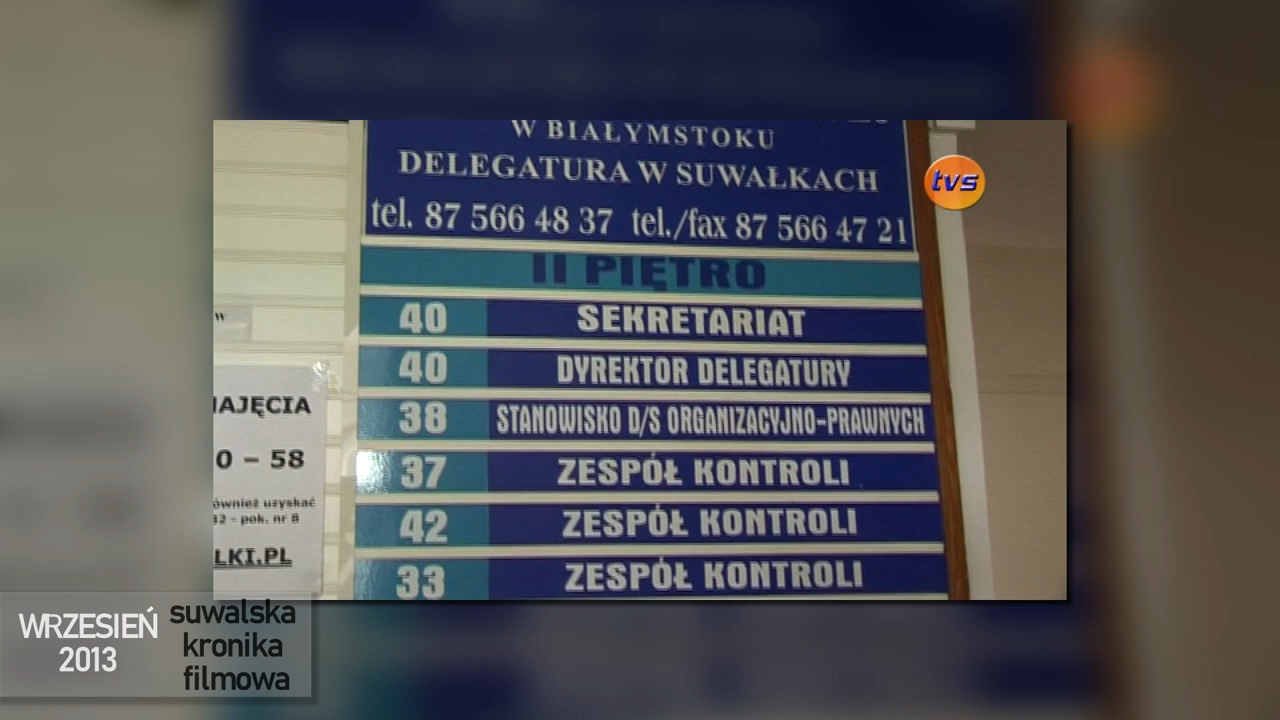 W BIAŁYMSTOKU
DELEGATURA W SUWAŁKACH
tel. 87 566 48 37 tel./fax 87 566 47 21
tvs
II PIĘTRO
40 SEKRETARIAT
40 DYREKTOR DELEGATURY
38 STANOWISKO D/S ORGANIZACYJNO-PRAWNYCH
37 ZESPÓŁ KONTROLI
42 ZESPÓŁ KONTROLI
33 ZESPÓŁ KONTROLI
W
NAJĘCIA
0 – 58
ównież uzyskać
32 - pok. nr 8
LKI.PL
WRZESIEŃ
2013
suwalska
kronika
filmowa